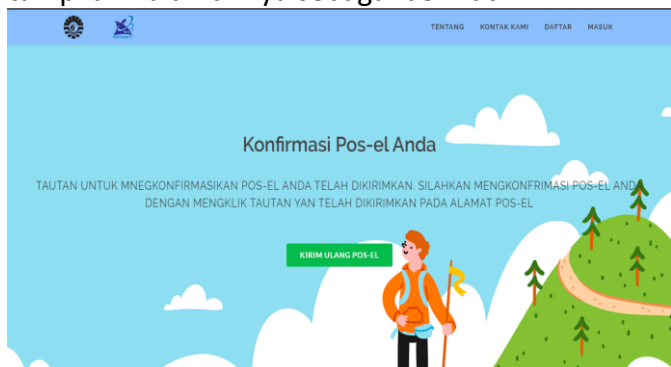 TENTANG KONTAK KAMI DAFTAR MASUK
Konfirmasi Pos-el Anda
TAUTAN UNTUK MNEGKONFIRMASIKAN POS-EL ANDA TELAH DIKIRIMKAN. SILAHKAN MENGKONFRIMASI POS-EL ANDA
DENGAN MENGKLIK TAUTAN YAN TELAH DIKIRIMKAN PADA ALAMAT POS-EL
KIRIM ULANG POS-EL